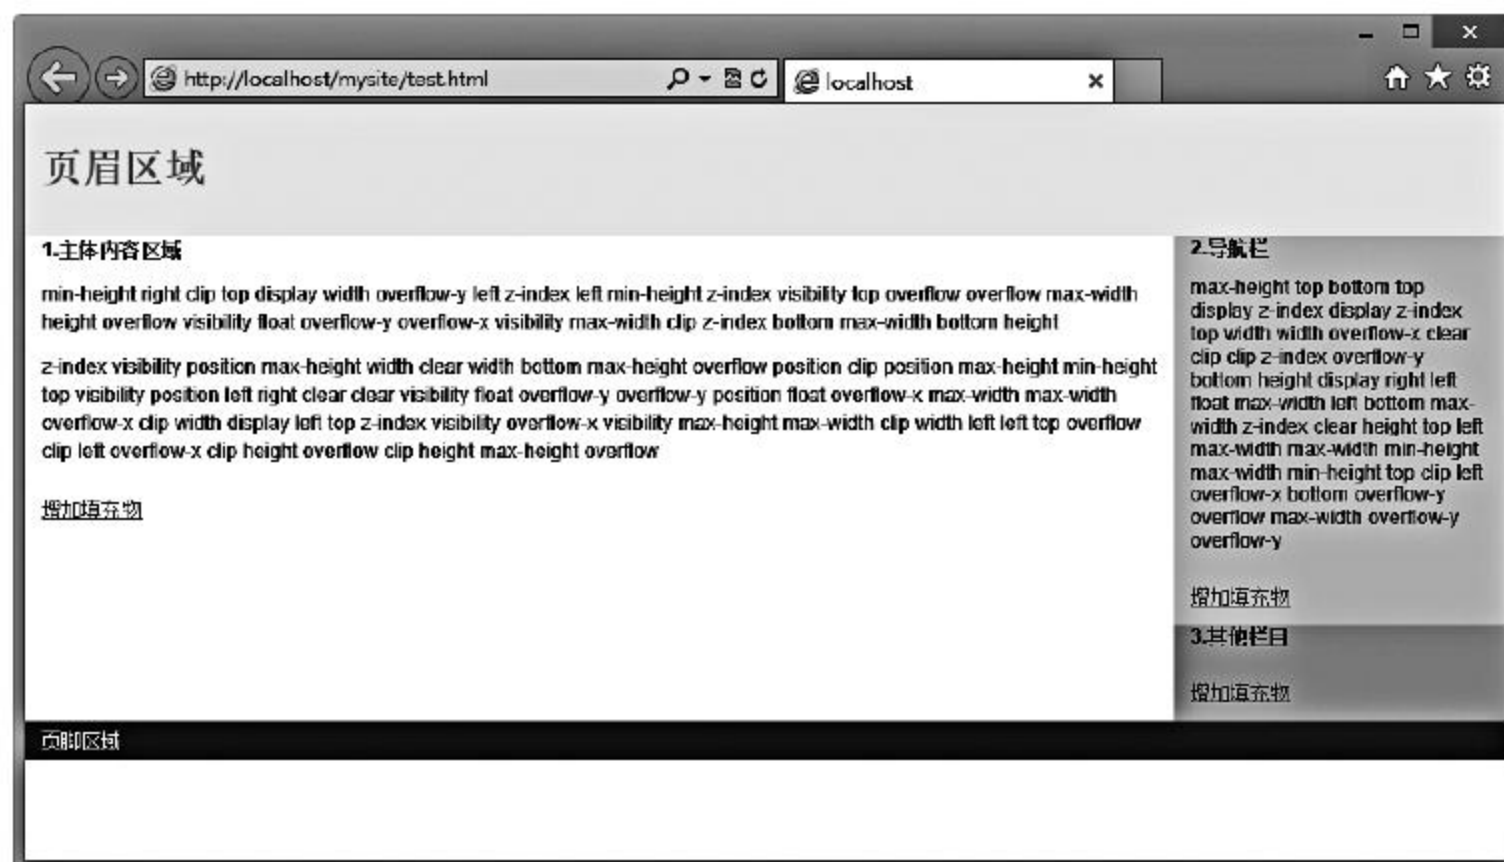 http://localhost/mysite/test.html
localhost
页眉区域
1.主体内容区域
min-height right clip top display width overflow-y left z-index left min-height z-index visibility top overflow overflow max-width
height overflow visibility float overflow-y overflow-x visibility max-width clip z-index bottom max-width bottom height
z-index visibility position max-height width clear width bottom max-height overflow position clip position max-height min-height
top visibility position left right clear clear visibility float overflow-y overflow-y position float overflow-x max-width max-width
overflow-x clip width display left top z-index visibility overflow-x visibility max-height max-width clip width left left top overflow
clip left overflow-x clip height overflow clip height max-height overflow
增加填充物
2.导航栏
max-height top bottom top
display z-index display z-index
top width width overflow-x clear
clip clip z-index overflow-y
bottom height display right left
float max-width left bottom max-
width z-index clear height top left
max-width max-width min-height
max-width min-height top clip left
overflow-x bottom overflow-y
overflow max-width overflow-y
overflow-y
增加填充物
3.其他栏目
增加填充物
页脚区域